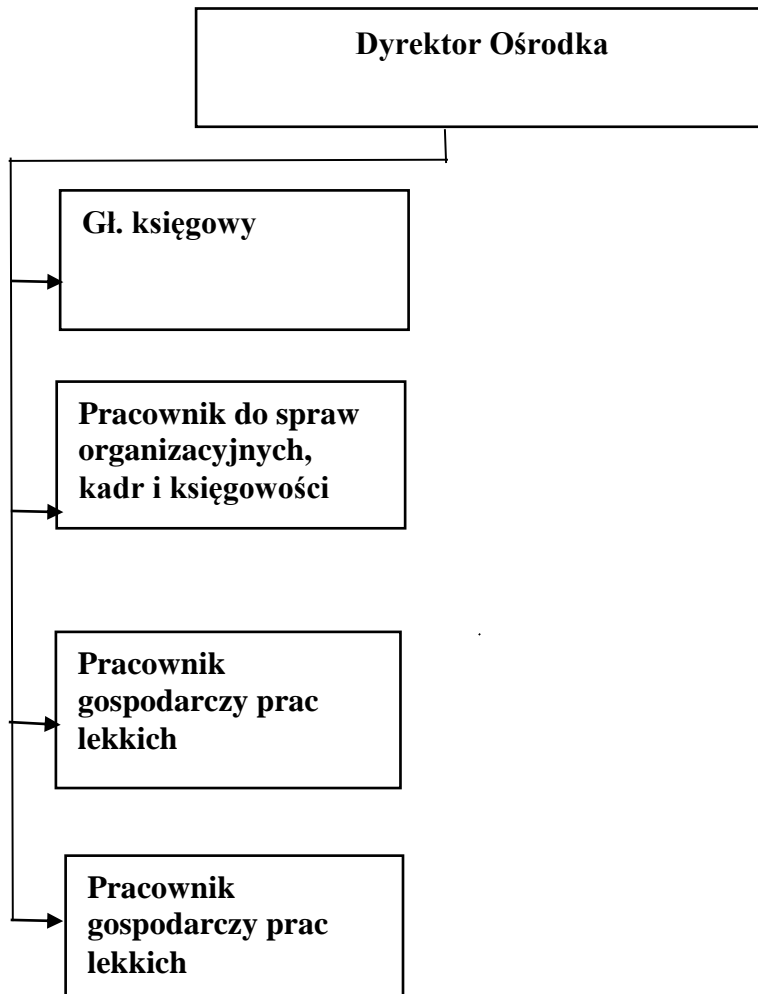 Dyrektor Ośrodka
Gł. księgowy
Pracownik do spraw
organizacyjnych,
kadr i księgowości
Pracownik
gospodarczy prac
lekkich
Pracownik
gospodarczy prac
lekkich